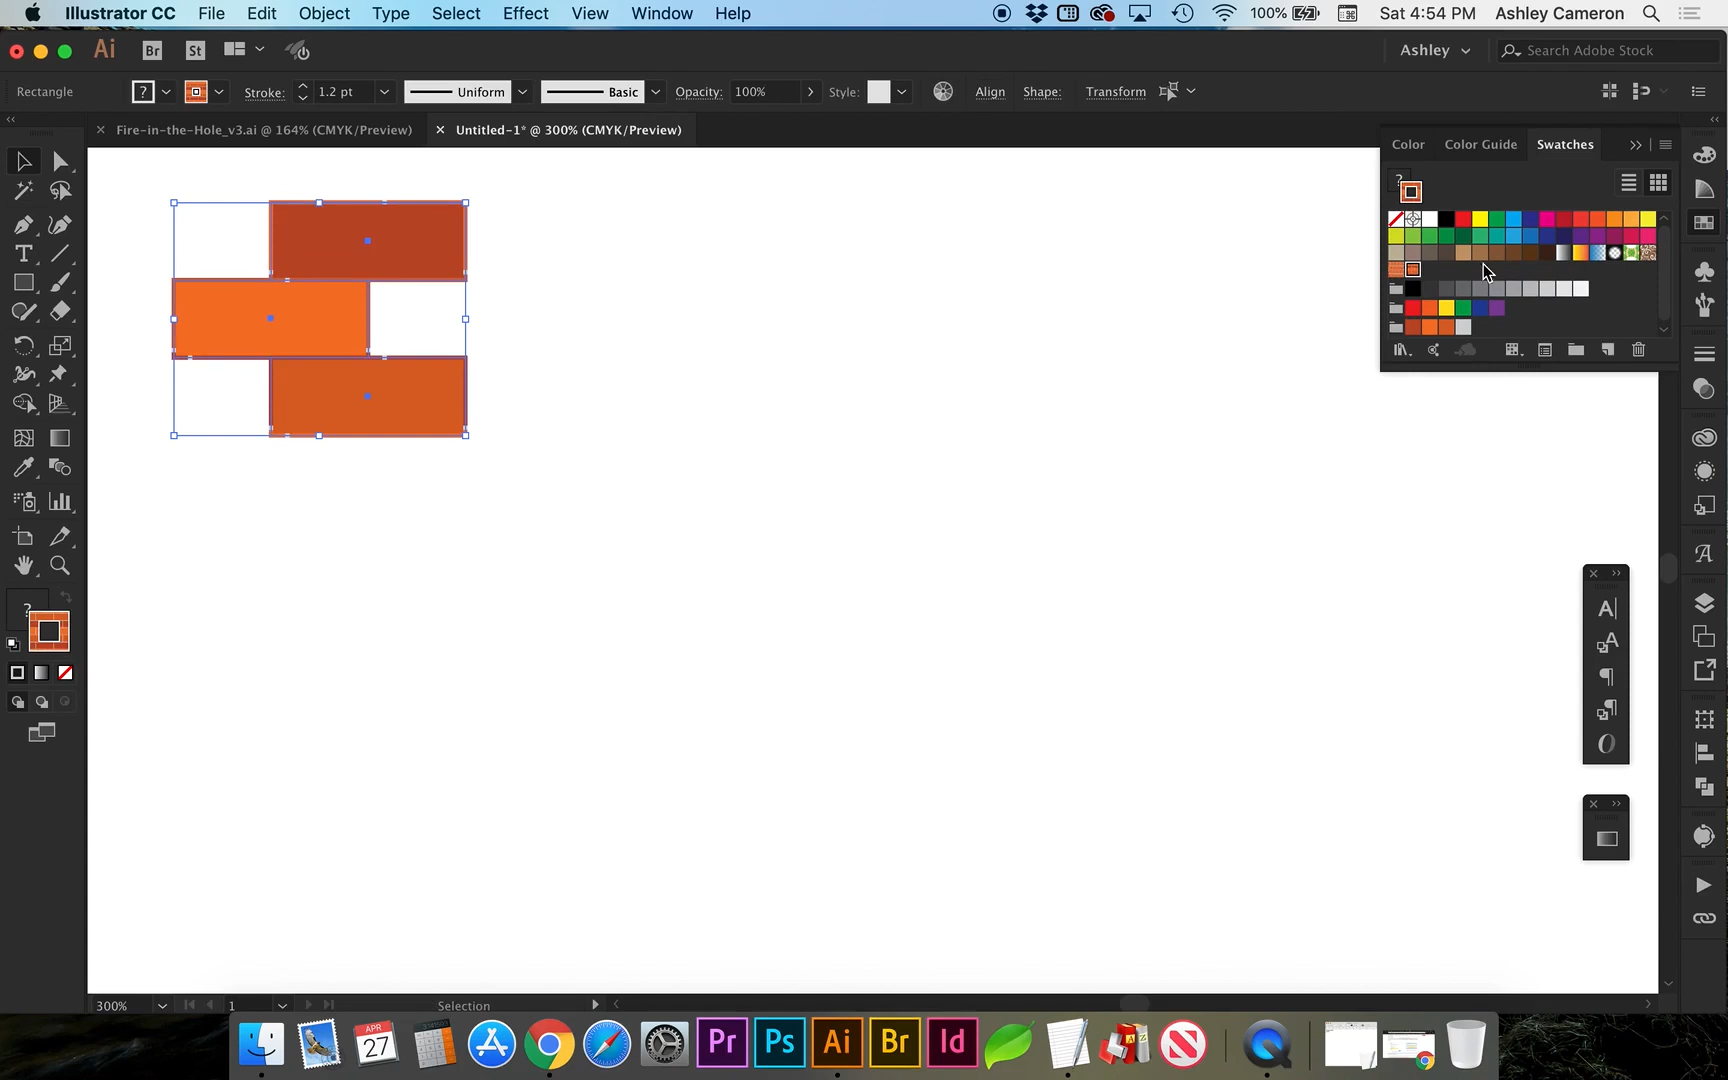 Illustrator CC File Edit Object Type Select Effect View Window Help 100% Sat 4:54 PM Ashley Cameron
Ai Br St Ashley Search Adobe Stock
Rectangle ? Stroke: 1.2 pt Uniform Basic Opacity: 100% Style: Align Shape: Transform
Fire-in-the-Hole_v3.ai @ 164% (CMYK/Preview) Untitled-1* @ 300% (CMYK/Preview)
Color Color Guide Swatches
?
?
300% 1 Selection
APR
27
Pr Ps Ai Br Id